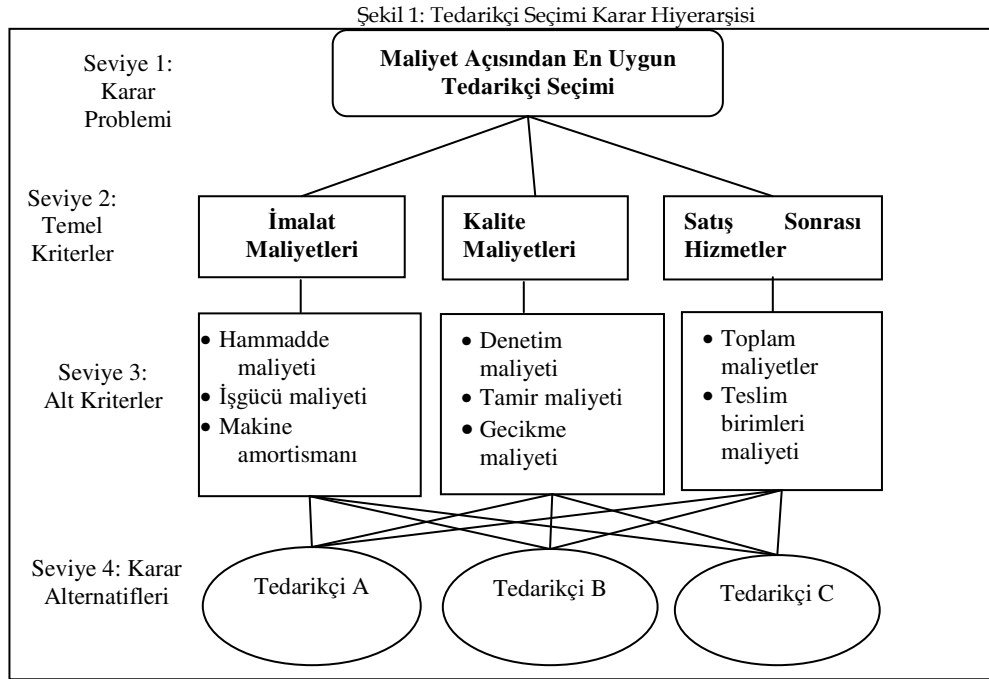 Şekil 1: Tedarikçi Seçimi Karar Hiyerarşisi
Seviye 1:
Karar
Problemi
Maliyet Açısından En Uygun
Tedarikçi Seçimi
Seviye 2:
Temel
Kriterler
İmalat
Maliyetleri
Kalite
Maliyetleri
Satış Sonrası
Hizmetler
Seviye 3:
Alt Kriterler
• Hammadde
maliyeti
• İşgücü maliyeti
• Makine
amortismanı
• Denetim
maliyeti
• Tamir maliyeti
• Gecikme
maliyeti
• Toplam
maliyetler
• Teslim
birimleri
maliyeti
Seviye 4: Karar
Alternatifleri
Tedarikçi A
Tedarikçi B
Tedarikçi C